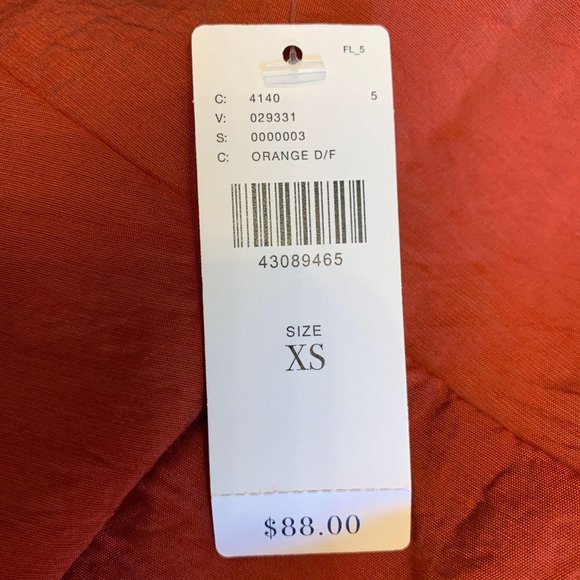 FL_5
C: 4140 5
V: 029331
S: 0000003
C: ORANGE D/F
43089465
SIZE
XS
$88.00